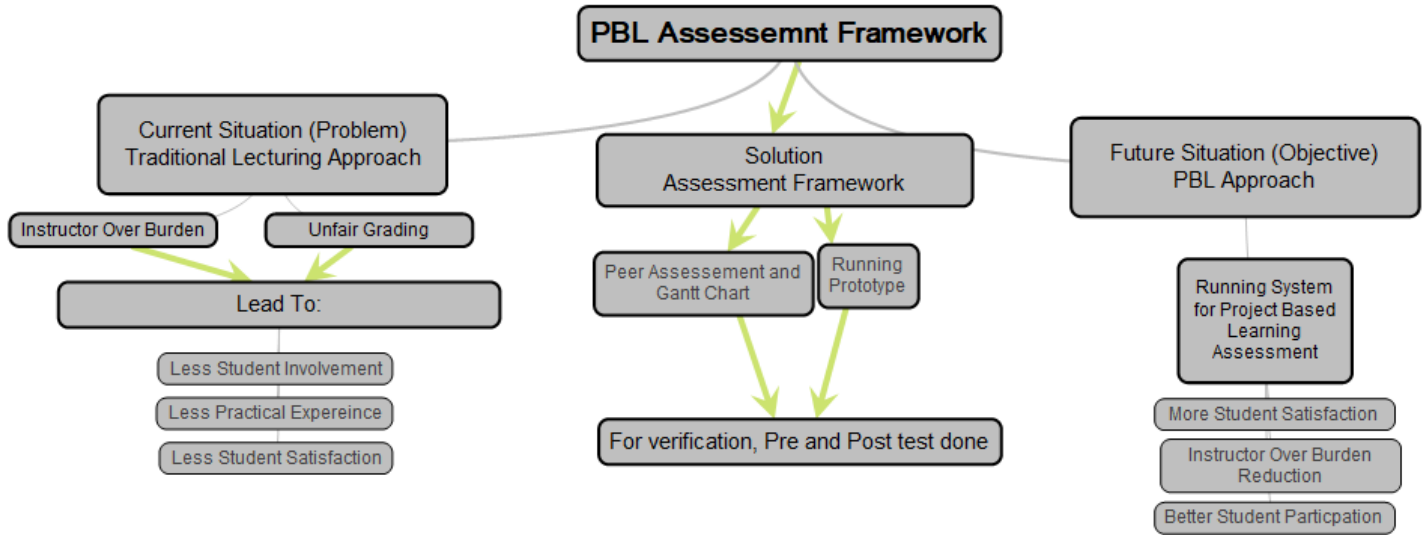 PBL Assessemnt Framework
Current Situation (Problem)
Traditional Lecturing Approach
Instructor Over Burden
Unfair Grading
Lead To:
Less Student Involvement
Less Practical Expereince
Less Student Satisfaction
Solution
Assessment Framework
Peer Assessement and
Gantt Chart
Running
Prototype
For verification, Pre and Post test done
Future Situation (Objective)
PBL Approach
Running System
for Project Based
Learning
Assessment
More Student Satisfaction
Instructor Over Burden
Reduction
Better Student Particpation